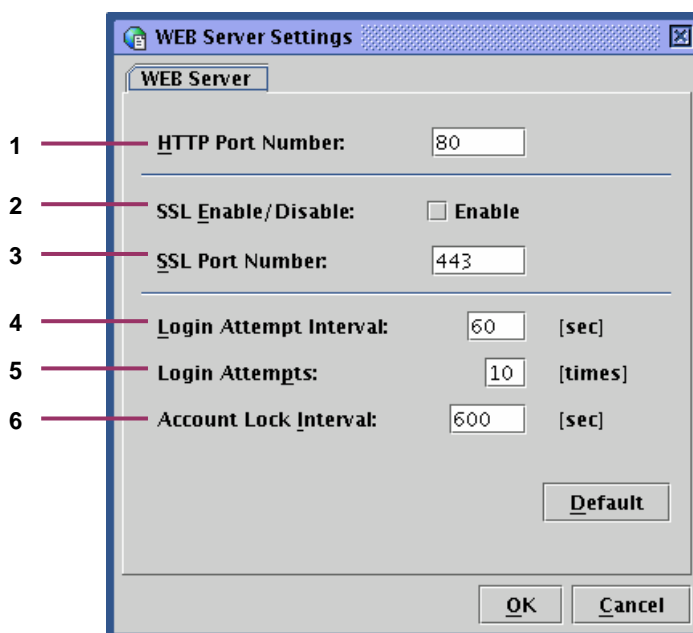 WEB Server Settings
WEB Server
1 HTTP Port Number: 80
2 SSL Enable/Disable: Enable
3 SSL Port Number: 443
4 Login Attempt Interval: 60 [sec]
5 Login Attempts: 10 [times]
6 Account Lock Interval: 600 [sec]
Default
OK Cancel